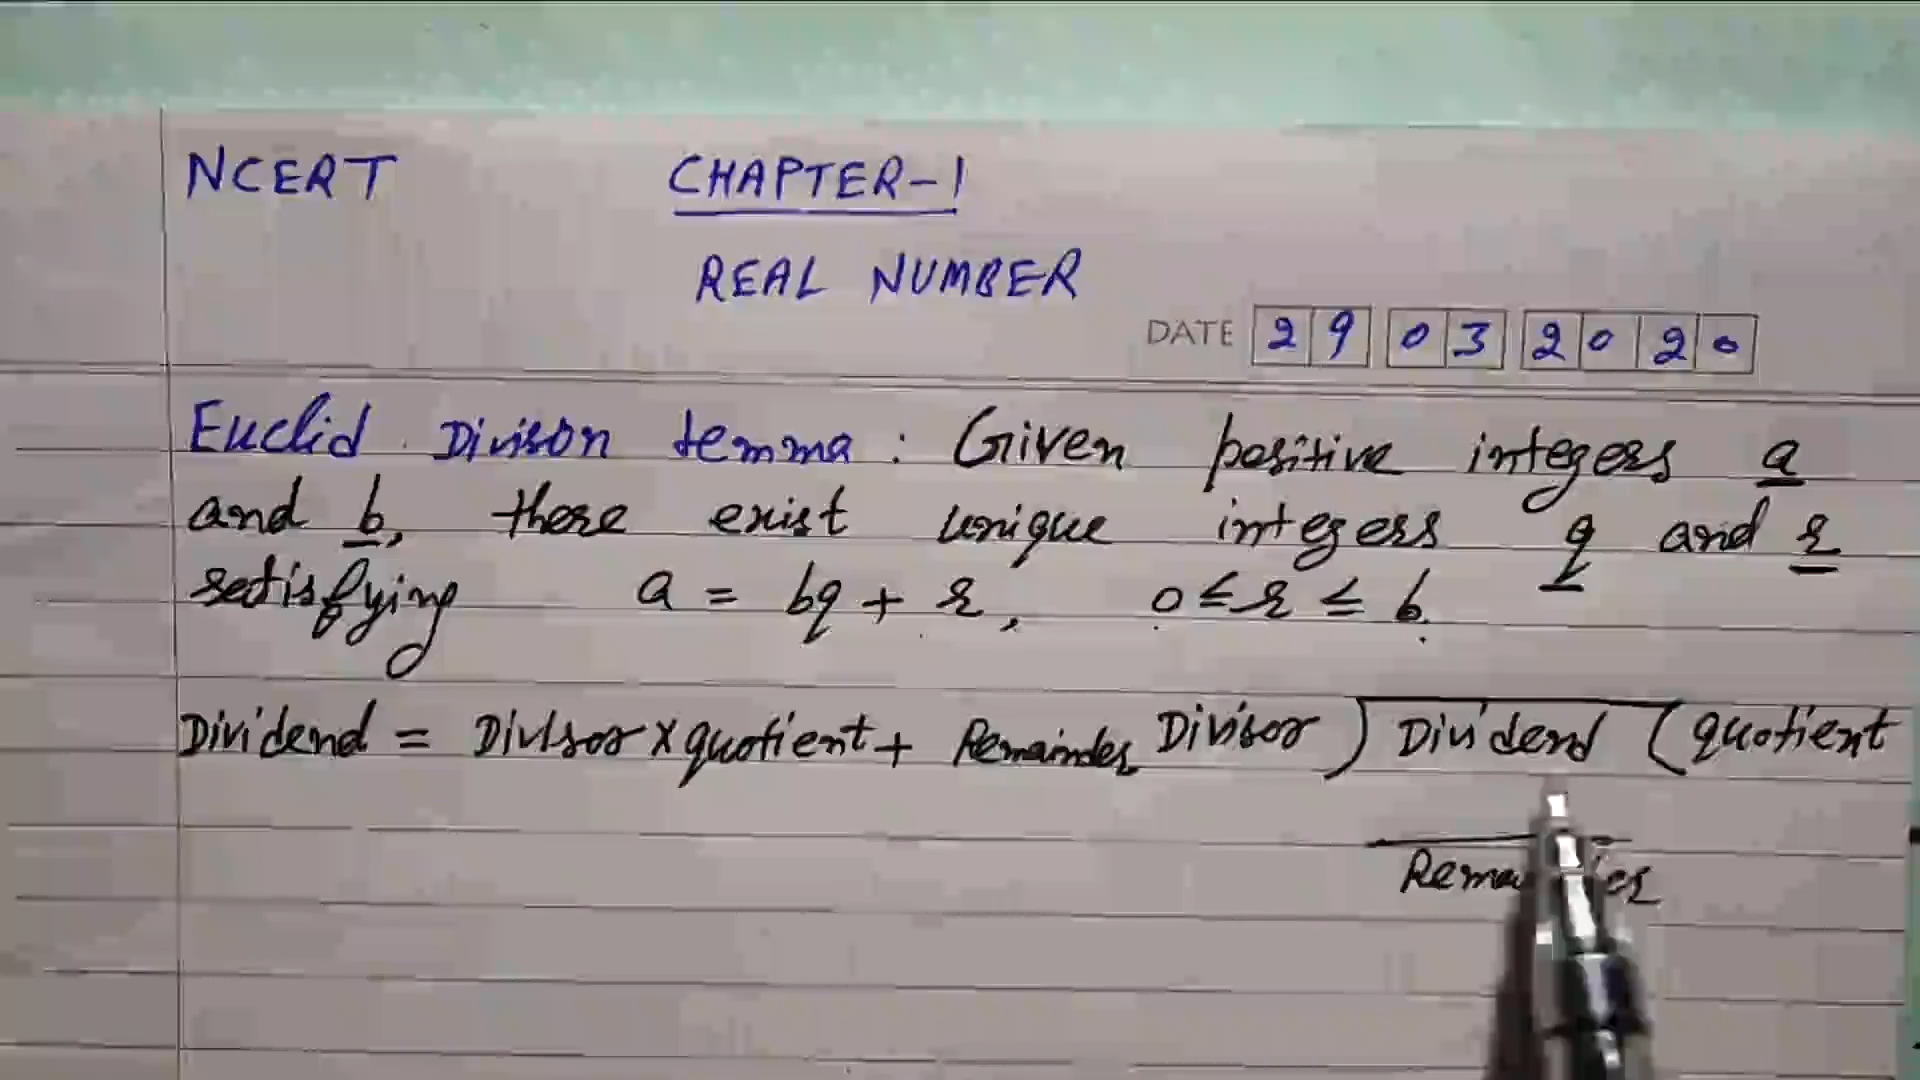 NCERT CHAPTER-1
REAL NUMBER
DATE 29 03 2020
Euclid Divison lemma : Given positive integers a
and b, there exist unique integers q and r
satisfying a = bq + r, 0 ≤ r ≤ b.
Dividend = Divisor × quotient + Remainder Divisor ) Dividend ( quotient